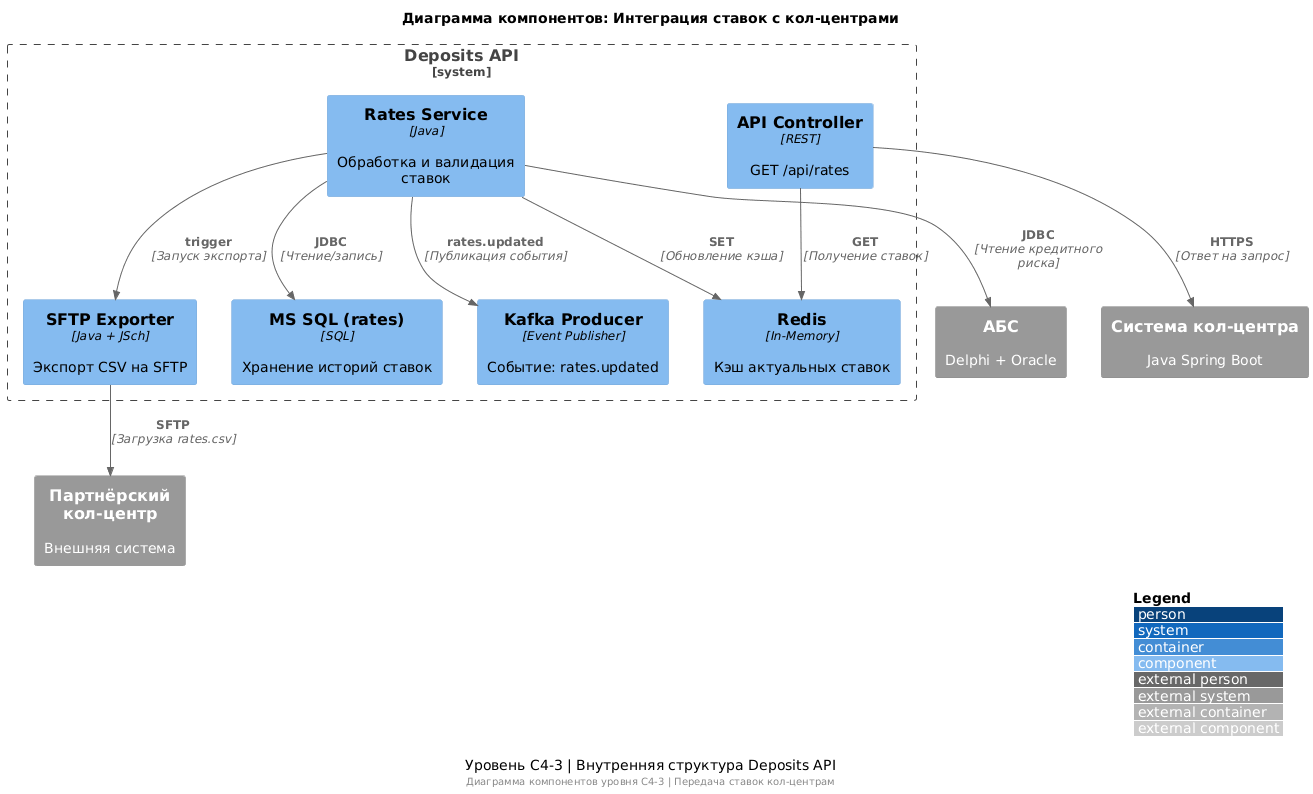 Диаграмма компонентов: Интеграция ставок с кол-центрами
Deposits API
[system]
Rates Service
[Java]
Обработка и валидация
ставок
API Controller
[REST]
GET /api/rates
trigger
[Запуск экспорта]
JDBC
[Чтение/запись]
rates.updated
[Публикация события]
SET
[Обновление кэша]
GET
[Получение ставок]
JDBC
[Чтение кредитного
риска]
HTTPS
[Ответ на запрос]
SFTP Exporter
[Java + JSch]
Экспорт CSV на SFTP
MS SQL (rates)
[SQL]
Хранение историй ставок
Kafka Producer
[Event Publisher]
Событие: rates.updated
Redis
[In-Memory]
Кэш актуальных ставок
АБС
Delphi + Oracle
Система кол-центра
Java Spring Boot
SFTP
[Загрузка rates.csv]
Партнёрский
кол-центр
Внешняя система
Legend
person
system
container
component
external person
external system
external container
external component
Уровень C4-3 | Внутренняя структура Deposits API
Диаграмма компонентов уровня C4-3 | Передача ставок кол-центрам